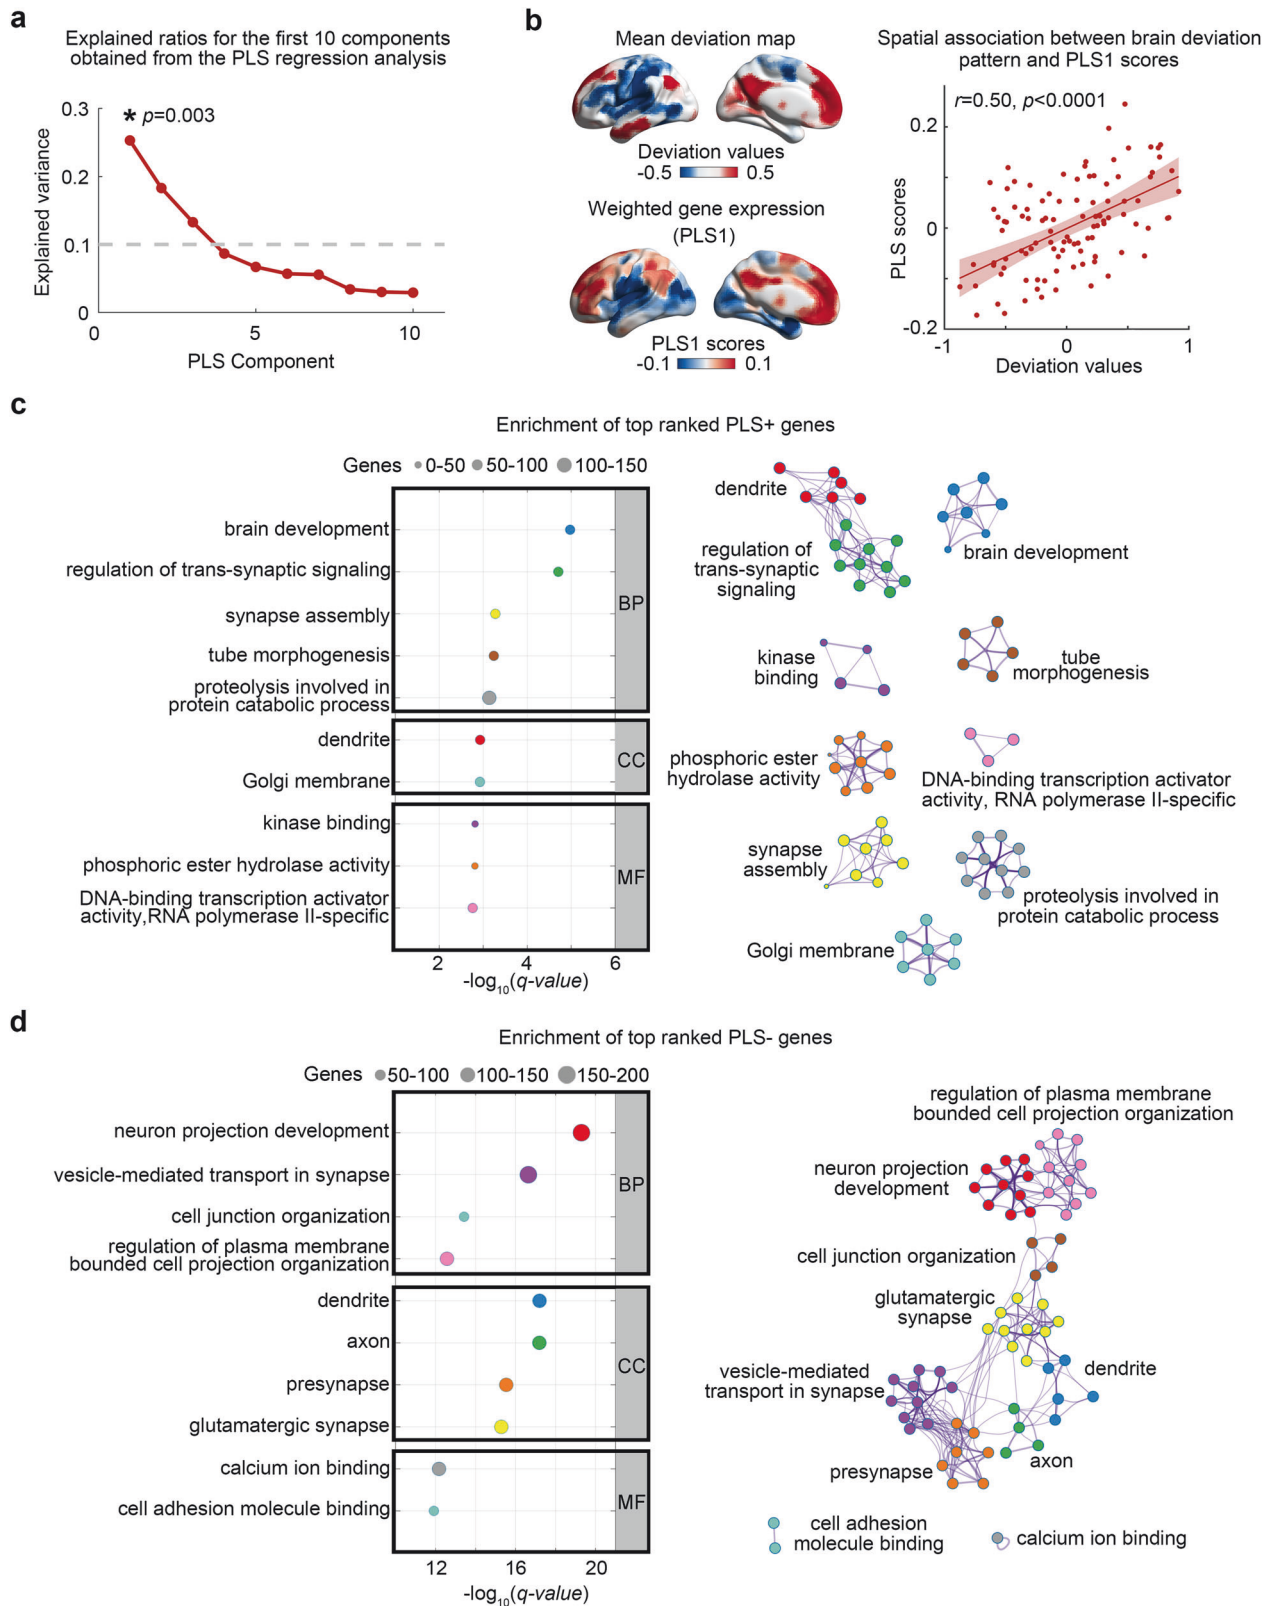 a
Explained ratios for the first 10 components
obtained from the PLS regression analysis
0.3
* p=0.003
0.2
0.1
0
Explained variance
0
5
10
PLS Component
b
Mean deviation map
Deviation values
-0.5
0.5
Weighted gene expression
(PLS1)
PLS1 scores
-0.1
0.1
Spatial association between brain deviation
pattern and PLS1 scores
r=0.50, p<0.0001
0.2
0
-0.2
PLS scores
-1
0
1
Deviation values
c
Enrichment of top ranked PLS+ genes
Genes 0-50 50-100 100-150
brain development
regulation of trans-synaptic signaling
synapse assembly
tube morphogenesis
proteolysis involved in
protein catabolic process
BP
dendrite
Golgi membrane
CC
kinase binding
phosphoric ester hydrolase activity
DNA-binding transcription activator
activity,RNA polymerase II-specific
MF
2
4
6
-log10(q-value)
dendrite
regulation of
trans-synaptic
signaling
brain development
kinase
binding
tube
morphogenesis
phosphoric ester
hydrolase activity
DNA-binding transcription activator
activity, RNA polymerase II-specific
synapse
assembly
proteolysis involved in
protein catabolic process
Golgi membrane
d
Enrichment of top ranked PLS- genes
Genes 50-100 100-150 150-200
neuron projection development
vesicle-mediated transport in synapse
cell junction organization
regulation of plasma membrane
bounded cell projection organization
BP
dendrite
axon
presynapse
glutamatergic synapse
CC
calcium ion binding
cell adhesion molecule binding
MF
12
16
20
-log10(q-value)
regulation of plasma membrane
bounded cell projection organization
neuron projection
development
cell junction organization
glutamatergic
synapse
vesicle-mediated
transport in synapse
dendrite
presynapse
axon
cell adhesion
molecule binding
calcium ion binding